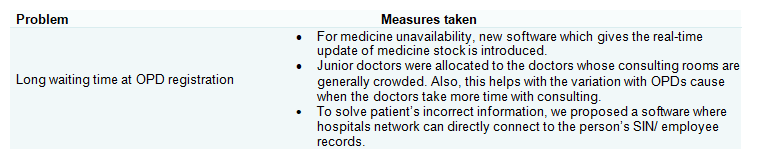 Problem Measures taken
• For medicine unavailability, new software which gives the real-time
update of medicine stock is introduced.
• Junior doctors were allocated to the doctors whose consulting rooms are
Long waiting time at OPD registration generally crowded. Also, this helps with the variation with OPDs cause
when the doctors take more time with consulting.
• To solve patient's incorrect information, we proposed a software where
hospitals network can directly connect to the person's SIN/ employee
records.